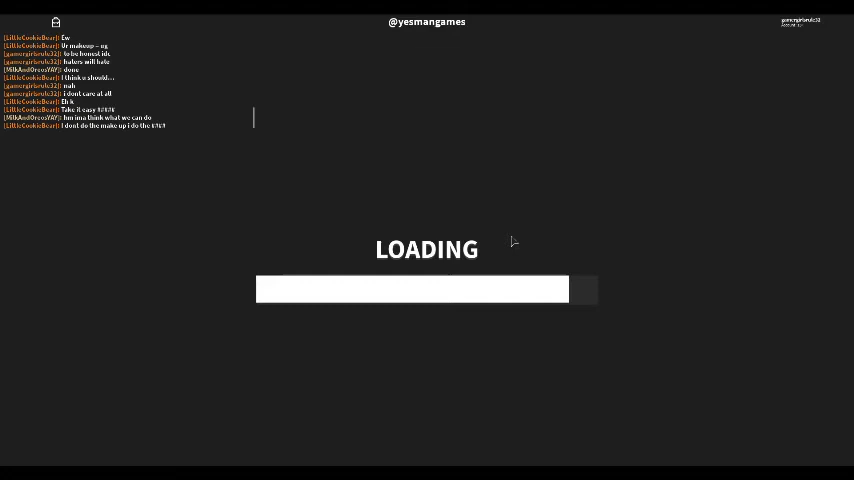 @yesmangames
gamergirlsrule32
[LittleCookieBear]: Ew
[LittleCookieBear]: Ur makeup = ug
[gamergirlsrule32]: to be honest idc
[gamergirlsrule32]: haters will hate
[MilkAndOreosYAY]: done
[LittleCookieBear]: I think u should...
[gamergirlsrule32]: nah
[gamergirlsrule32]: i dont care at all
[LittleCookieBear]: Eh k
[LittleCookieBear]: Take it easy #####
[MilkAndOreosYAY]: hm ima think what we can do
[LittleCookieBear]: I dont do the make up i do the ####
LOADING